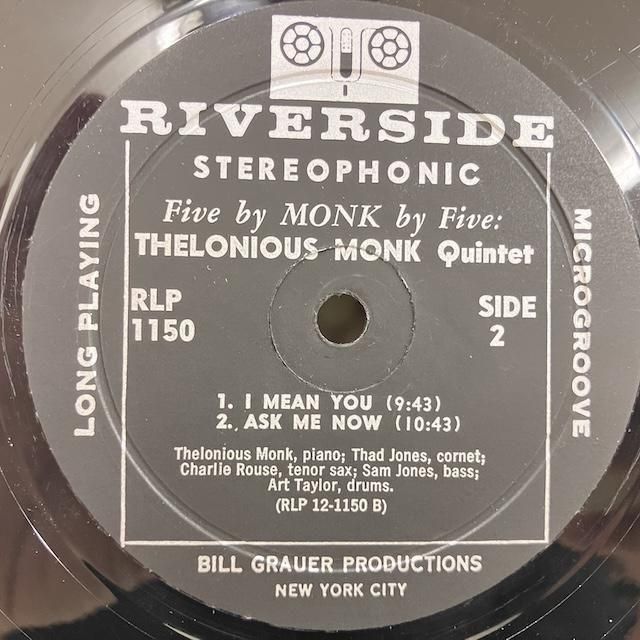 RIVERSIDE
STEREOPHONIC
Five by MONK by Five:
THELONIOUS MONK Quintet
LONG PLAYING
RLP
1150
SIDE
2
MICROGROOVE
1. I MEAN YOU (9:43)
2. ASK ME NOW (10:43)
Thelonious Monk, piano; Thad Jones, cornet;
Charlie Rouse, tenor sax; Sam Jones, bass;
Art Taylor, drums.
(RLP 12-1150 B)
BILL GRAUER PRODUCTIONS
NEW YORK CITY